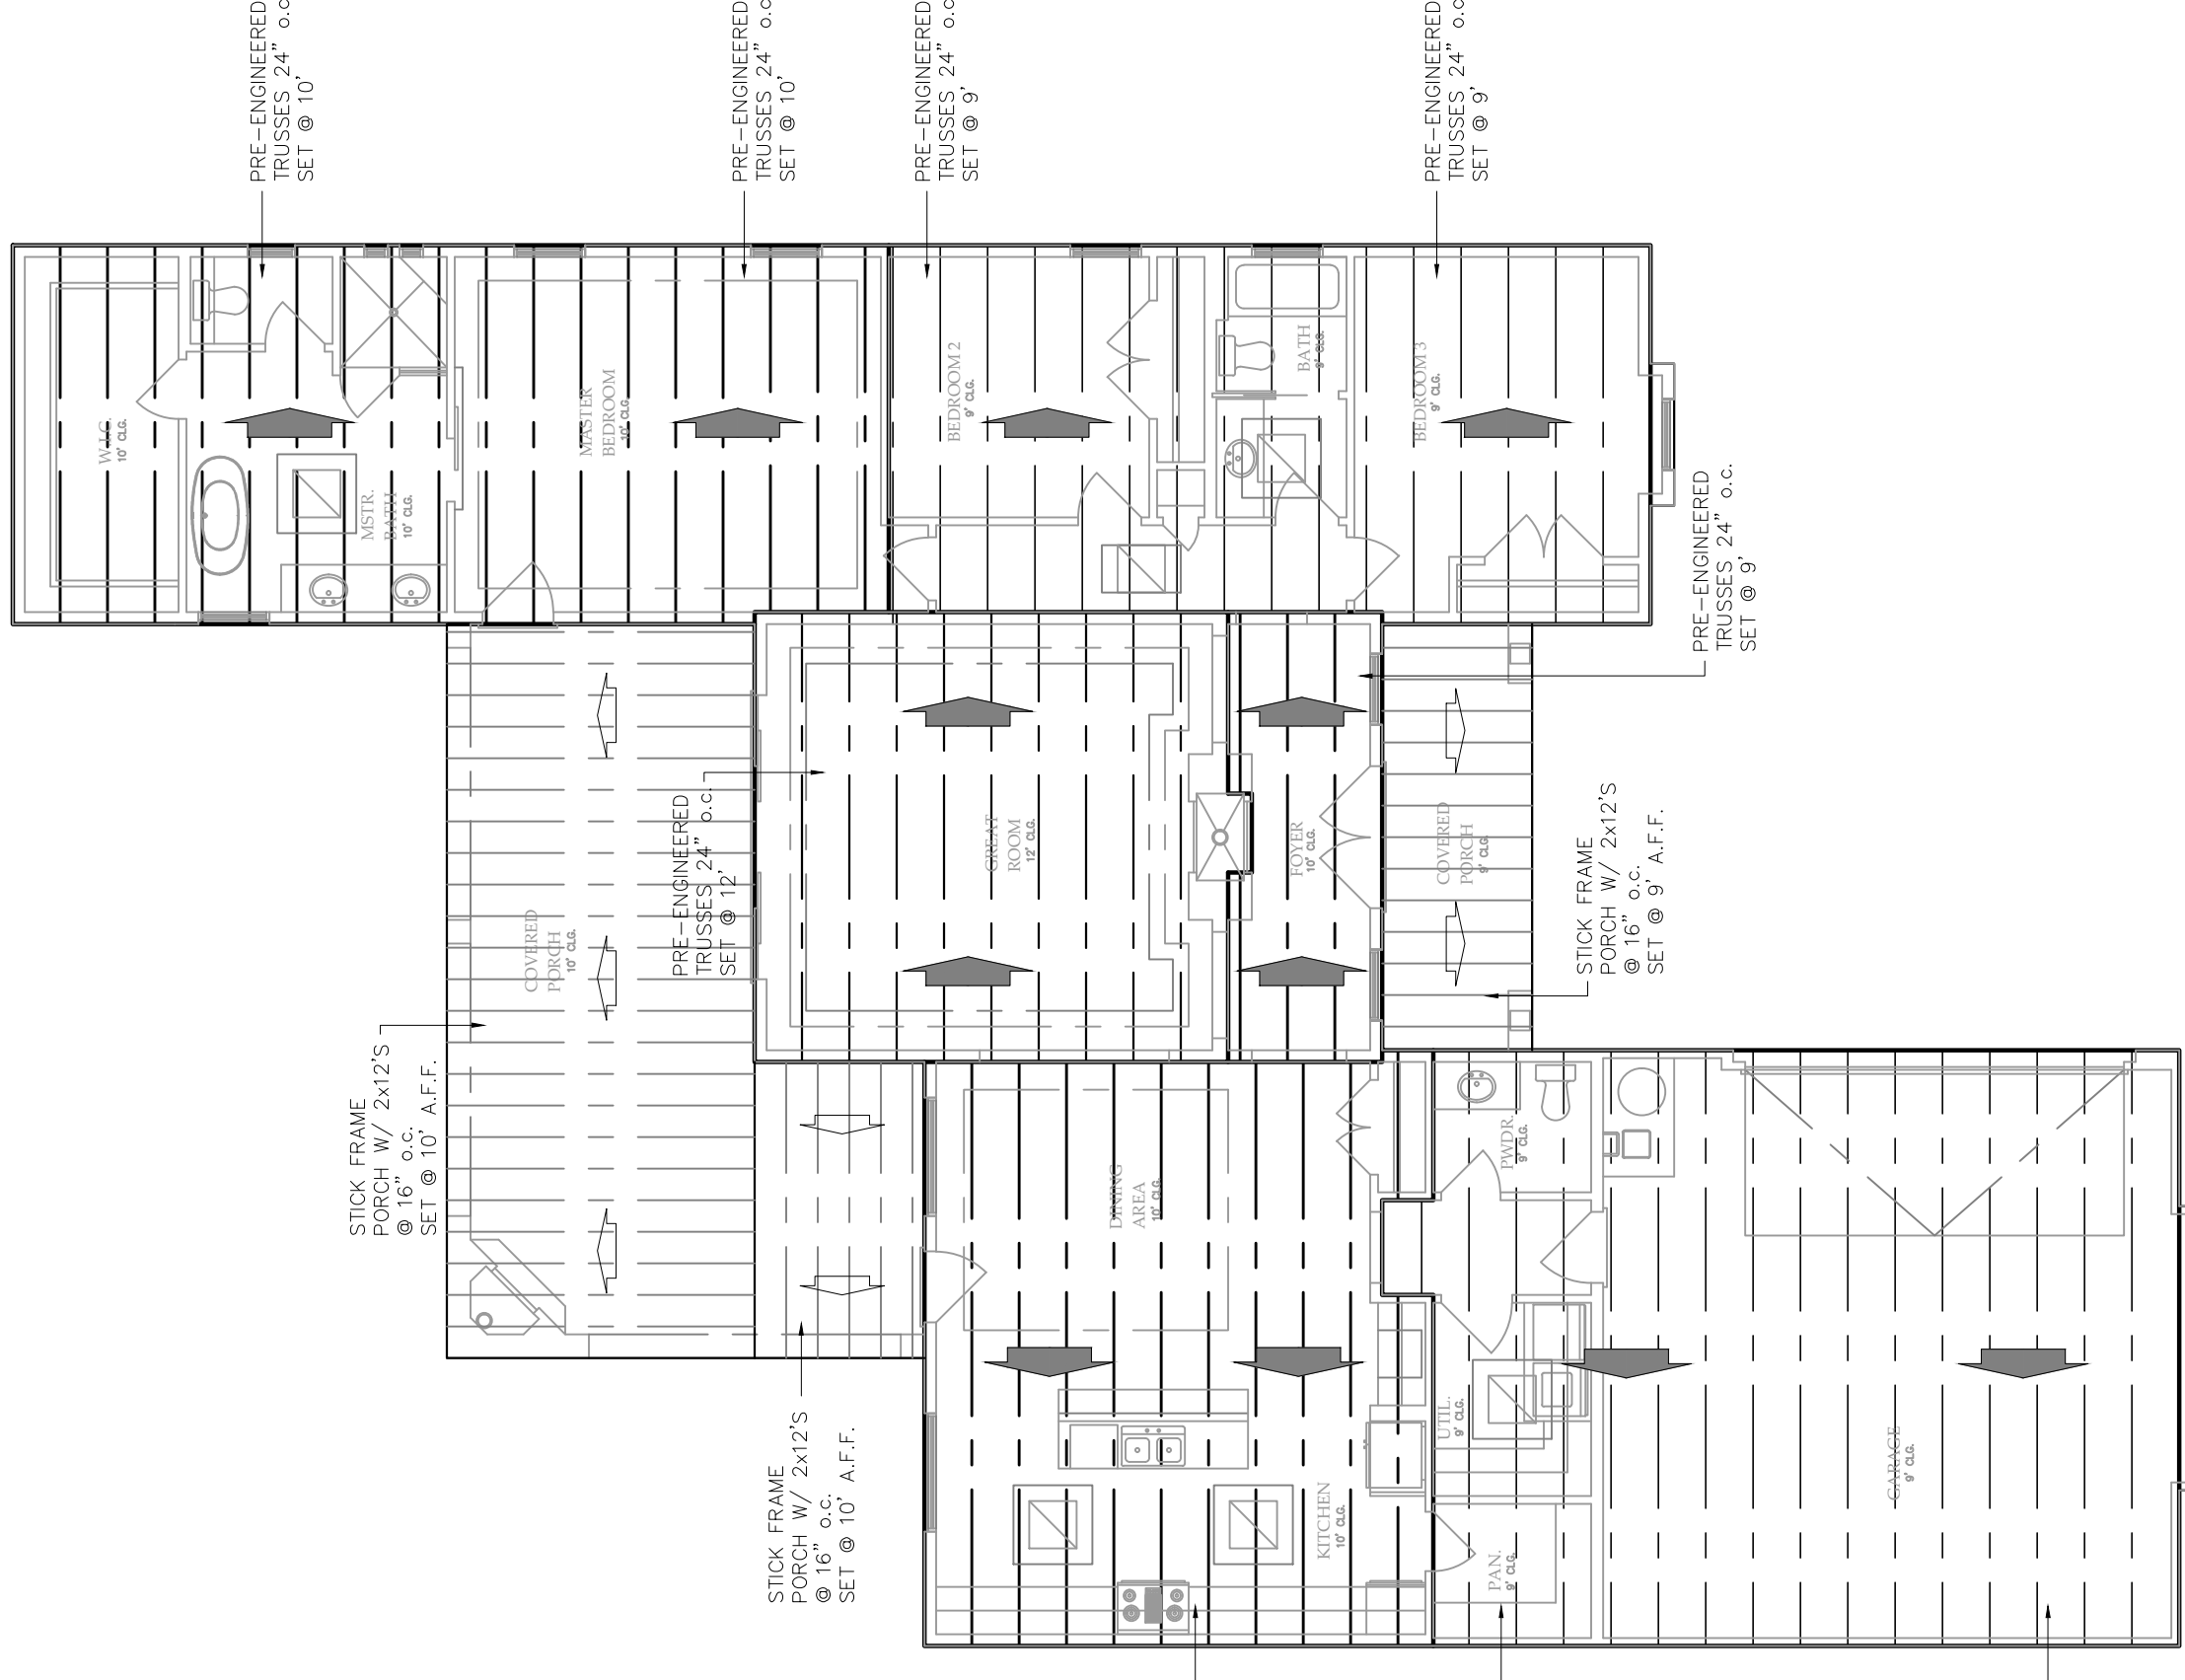 PRE-ENGINEERED
TRUSSES 24" o.c.
SET @ 10'
PRE-ENGINEERED
TRUSSES 24" o.c.
SET @ 10'
PRE-ENGINEERED
TRUSSES 24" o.c.
SET @ 9'
PRE-ENGINEERED
TRUSSES 24" o.c.
SET @ 9'
W.I.C.
10' CLG.
MSTR.
BATH
10' CLG.
MASTER
BEDROOM
10' CLG.
BEDROOM 2
9' CLG.
BATH
9' CLG.
BEDROOM 3
9' CLG.
PRE-ENGINEERED
TRUSSES 24" o.c.
SET @ 9'
COVERED
PORCH
10' CLG.
PRE-ENGINEERED
TRUSSES 24" o.c.
SET @ 12'
GREAT
ROOM
12' CLG.
FOYER
10' CLG.
COVERED
PORCH
9' CLG.
STICK FRAME
PORCH W/ 2x12'S
@ 16" o.c.
SET @ 9' A.F.F.
STICK FRAME
PORCH W/ 2x12'S
@ 16" o.c.
SET @ 10' A.F.F.
DINING
AREA
10' CLG.
PWDR.
9' CLG.
STICK FRAME
PORCH W/ 2x12'S
@ 16" o.c.
SET @ 10' A.F.F.
KITCHEN
10' CLG.
UTIL.
9' CLG.
PAN.
9' CLG.
GARAGE
9' CLG.